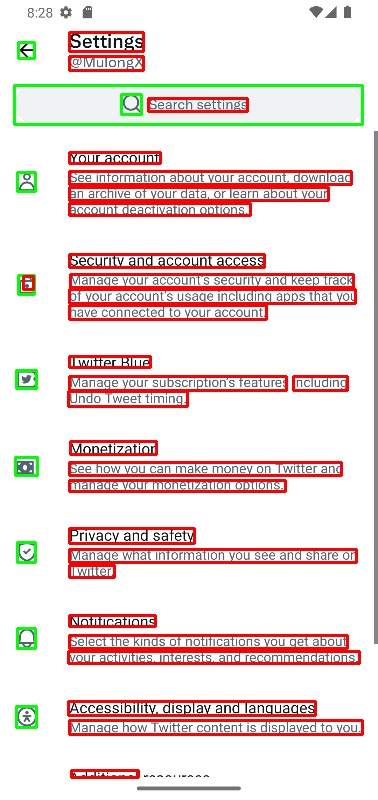 8:28
Settings
@MulongX
Search settings
Your account
See information about your account, download
an archive of your data, or learn about your
account deactivation options.
Security and account access
Manage your account's security and keep track
of your account's usage including apps that you
have connected to your account.
Twitter Blue
Manage your subscription's features including
Undo Tweet timing.
Monetization
See how you can make money on Twitter and
manage your monetization options.
Privacy and safety
Manage what information you see and share on
Twitter.
Notifications
Select the kinds of notifications you get about
your activities, interests, and recommendations.
Accessibility, display and languages
Manage how Twitter content is displayed to you.
Additional resources